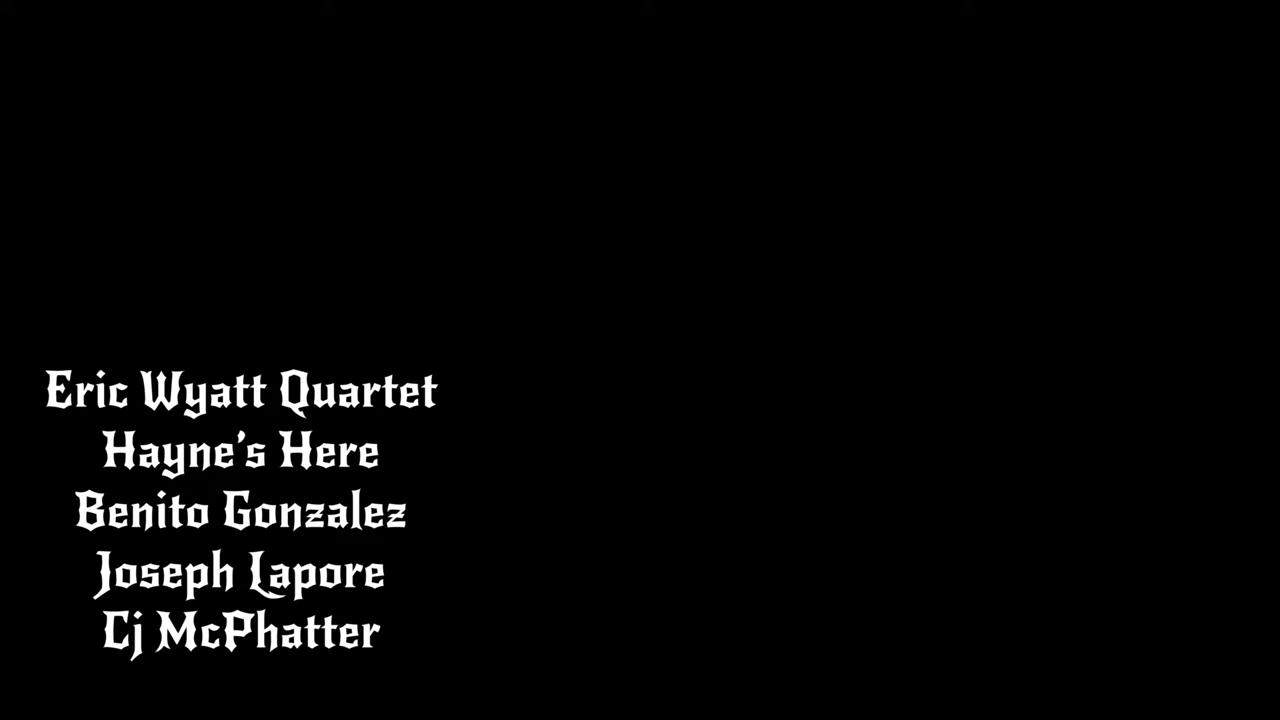 Eric Wyatt Quartet
Hayne's Here
Benito Gonzalez
Joseph Lapore
Cj McPhatter